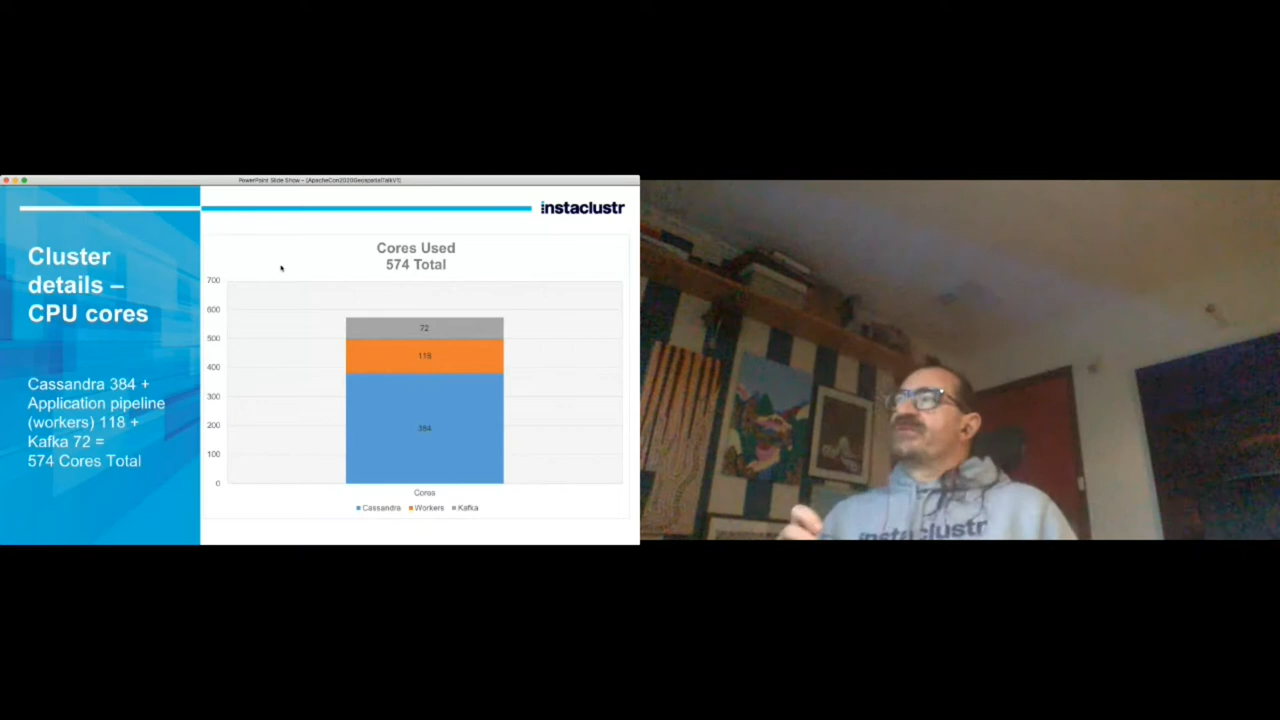 PowerPoint Slide Show - [ApacheCon2020GeospatialTalkV1]
instaclustr
Cluster
details –
CPU cores
Cassandra 384 +
Application pipeline
(workers) 118 +
Kafka 72 =
574 Cores Total
Cores Used
574 Total
700
600
500
400
300
200
100
0
72
118
384
Cores
Cassandra Workers Kafka
instaclustr